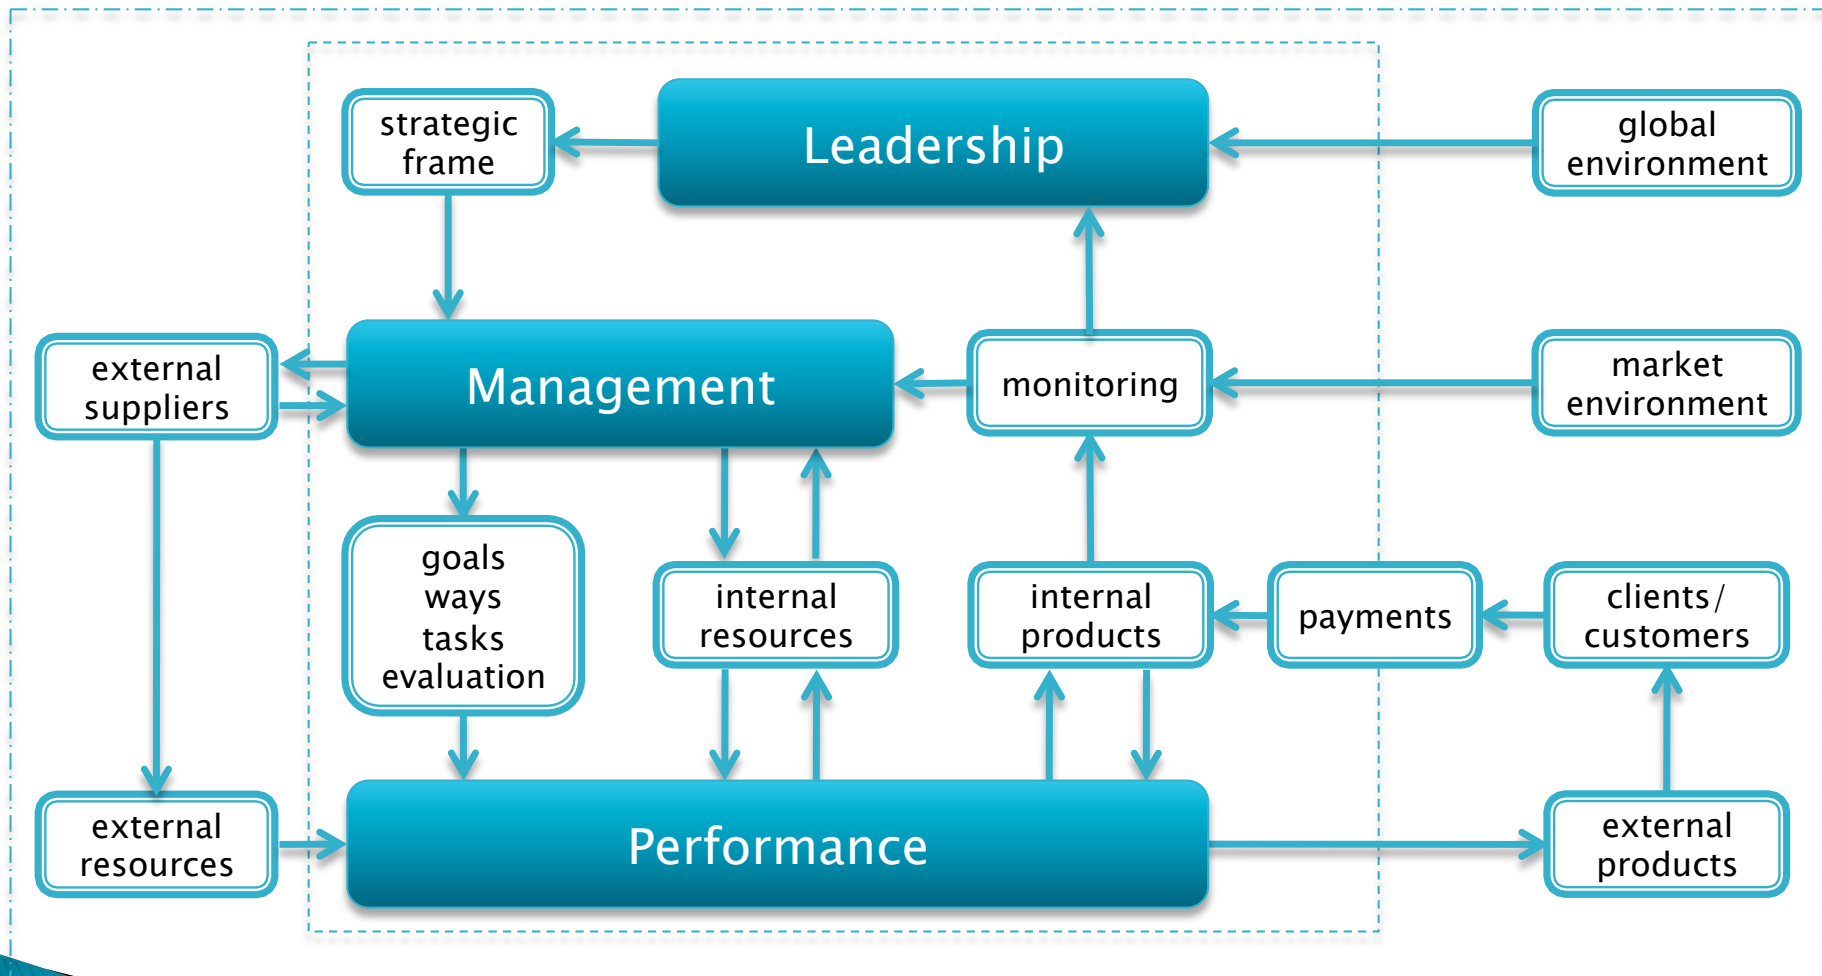 strategic
frame
Leadership
global
environment
external
suppliers
Management
monitoring
market
environment
goals
ways
tasks
evaluation
internal
resources
internal
products
payments
clients/
customers
external
resources
Performance
external
products